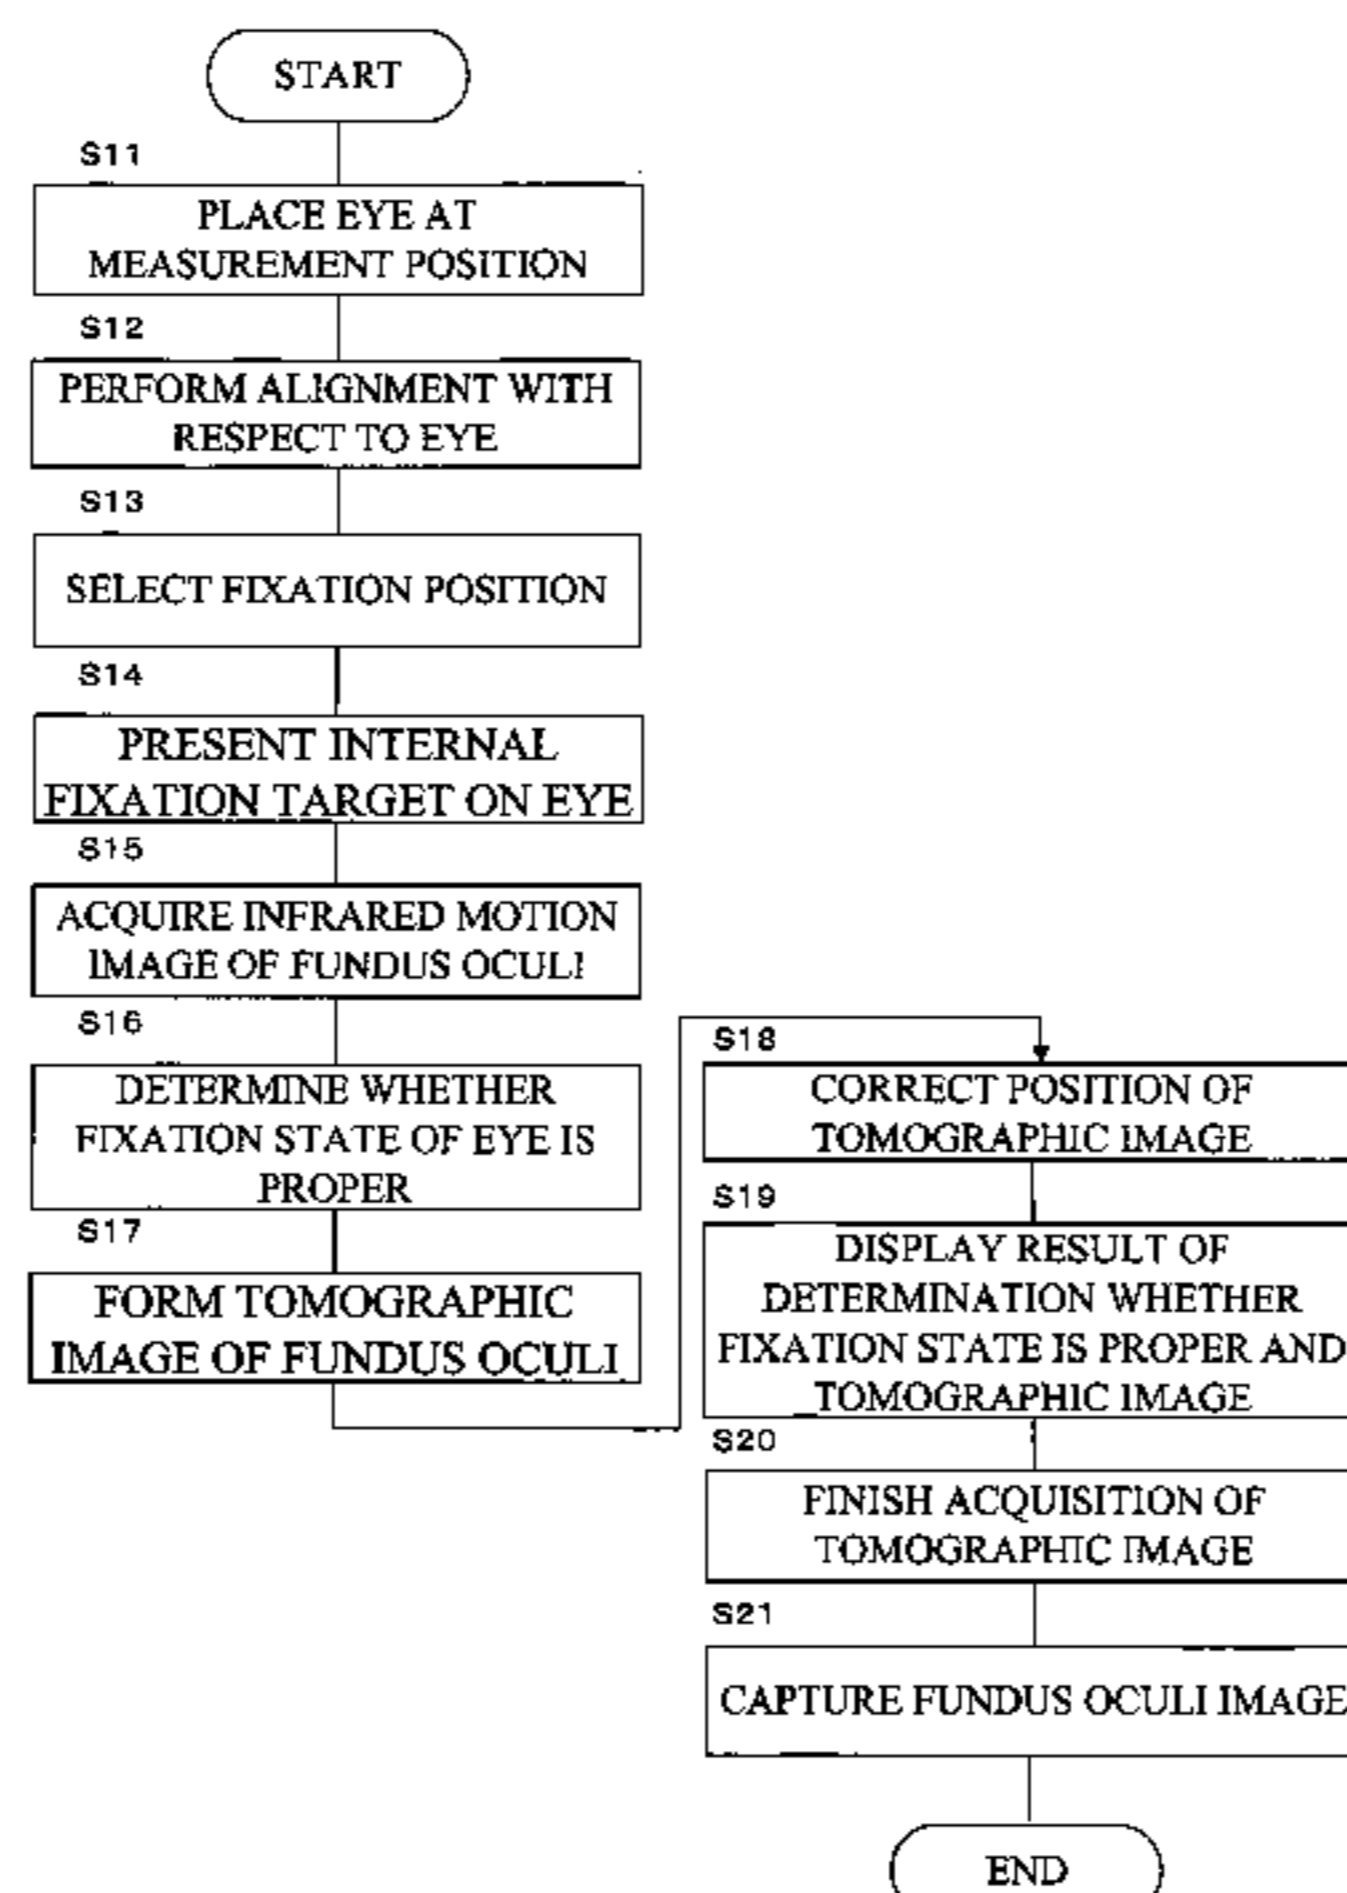 START
S11
PLACE EYE AT
MEASUREMENT POSITION
S12
PERFORM ALIGNMENT WITH
RESPECT TO EYE
S13
SELECT FIXATION POSITION
S14
PRESENT INTERNAL
FIXATION TARGET ON EYE
S15
ACQUIRE INFRARED MOTION
IMAGE OF FUNDUS OCULI
S16
DETERMINE WHETHER
FIXATION STATE OF EYE IS
PROPER
S17
FORM TOMOGRAPHIC
IMAGE OF FUNDUS OCULI
S18
CORRECT POSITION OF
TOMOGRAPHIC IMAGE
S19
DISPLAY RESULT OF
DETERMINATION WHETHER
FIXATION STATE IS PROPER AND
TOMOGRAPHIC IMAGE
S20
FINISH ACQUISITION OF
TOMOGRAPHIC IMAGE
S21
CAPTURE FUNDUS OCULI IMAGE
END